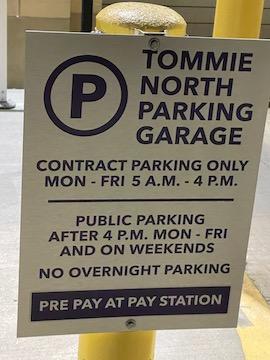 P
TOMMIE
NORTH
PARKING
GARAGE
CONTRACT PARKING ONLY
MON - FRI 5 A.M. - 4 P.M.
PUBLIC PARKING
AFTER 4 P.M. MON - FRI
AND ON WEEKENDS
NO OVERNIGHT PARKING
PRE PAY AT PAY STATION